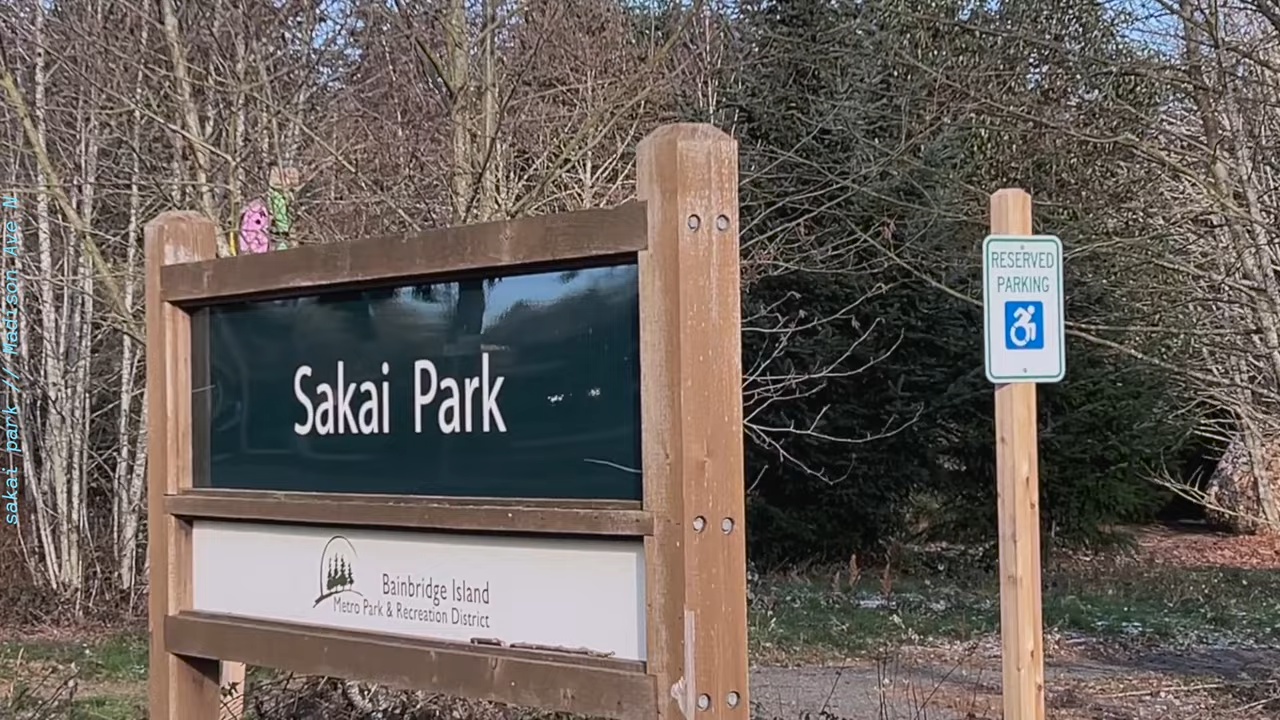 sakai park // Madison Ave N
Sakai Park
Bainbridge Island
Metro Park & Recreation District
RESERVED
PARKING